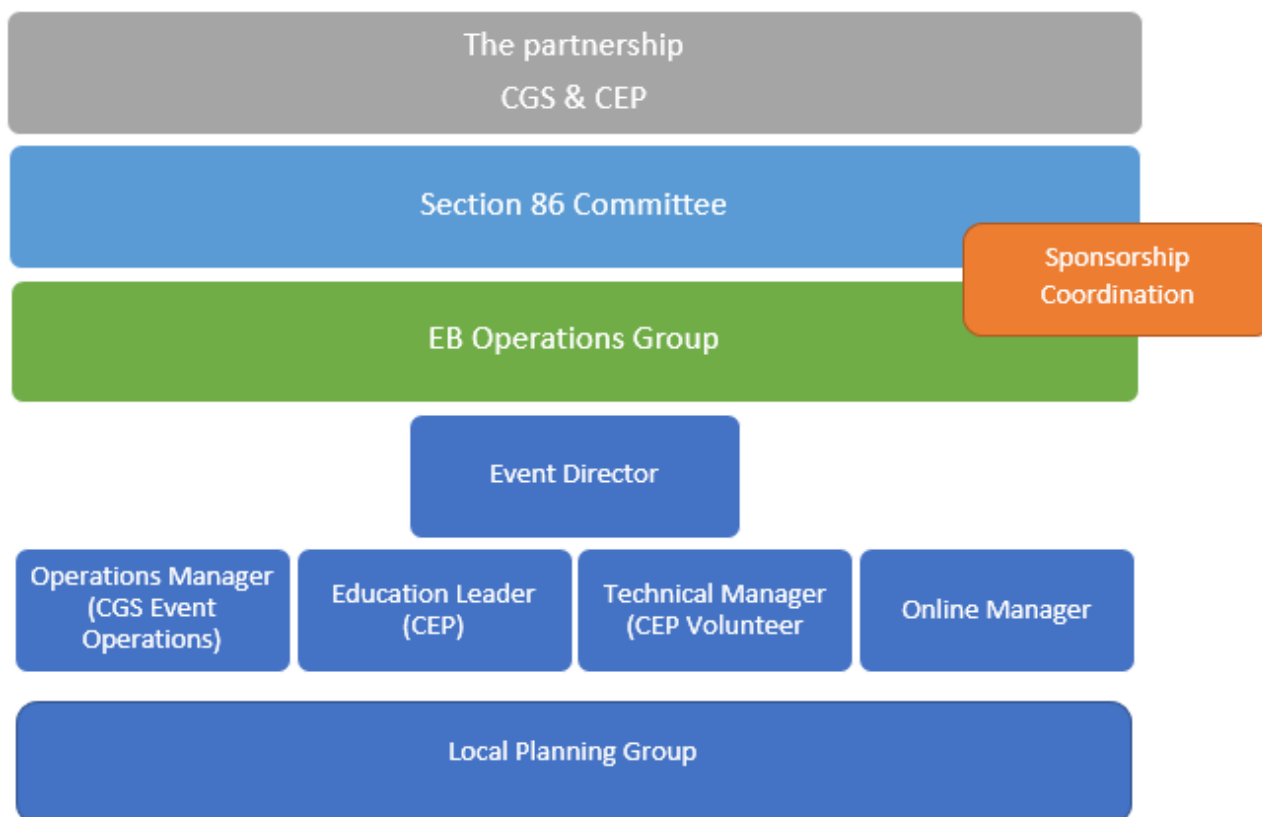 The partnership
CGS & CEP
Section 86 Committee
Sponsorship
Coordination
EB Operations Group
Event Director
Operations Manager
(CGS Event
Operations)
Education Leader
(CEP)
Technical Manager
(CEP Volunteer
Online Manager
Local Planning Group